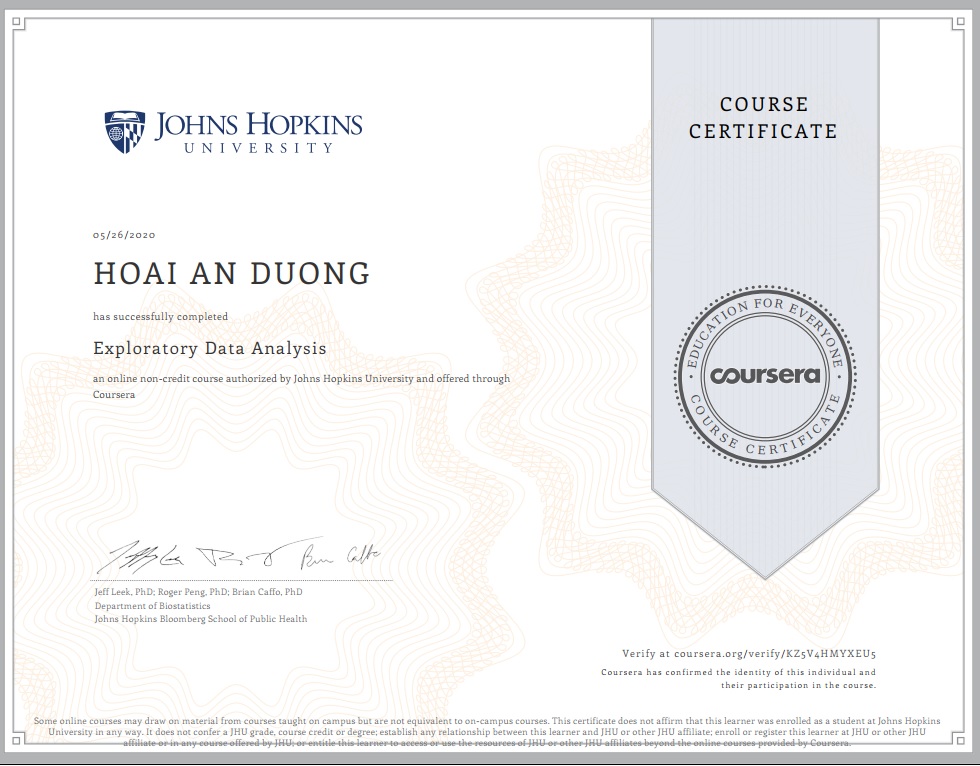 JOHNS HOPKINS
UNIVERSITY
COURSE
CERTIFICATE
05/26/2020
HOAI AN DUONG
has successfully completed
Exploratory Data Analysis
an online non-credit course authorized by Johns Hopkins University and offered through
Coursera
EDUCATION FOR EVERYONE
coursera
COURSE CERTIFICATE
Jeff Leek, PhD; Roger Peng, PhD; Brian Caffo, PhD
Department of Biostatistics
Johns Hopkins Bloomberg School of Public Health
Verify at coursera.org/verify/KZ5V4HMYXEU5
Coursera has confirmed the identity of this individual and
their participation in the course.
Some online courses may draw on material from courses taught on campus but are not equivalent to on-campus courses. This certificate does not affirm that this learner was enrolled as a student at Johns Hopkins
University in any way. It does not confer a JHU grade, course credit or degree; establish any relationship between this learner and JHU or other JHU affiliate; enroll or register this learner at JHU or other JHU
affiliate or in any course offered by JHU; or entitle this learner to access or use the resources of JHU or other JHU affiliates beyond the online courses provided by Coursera.